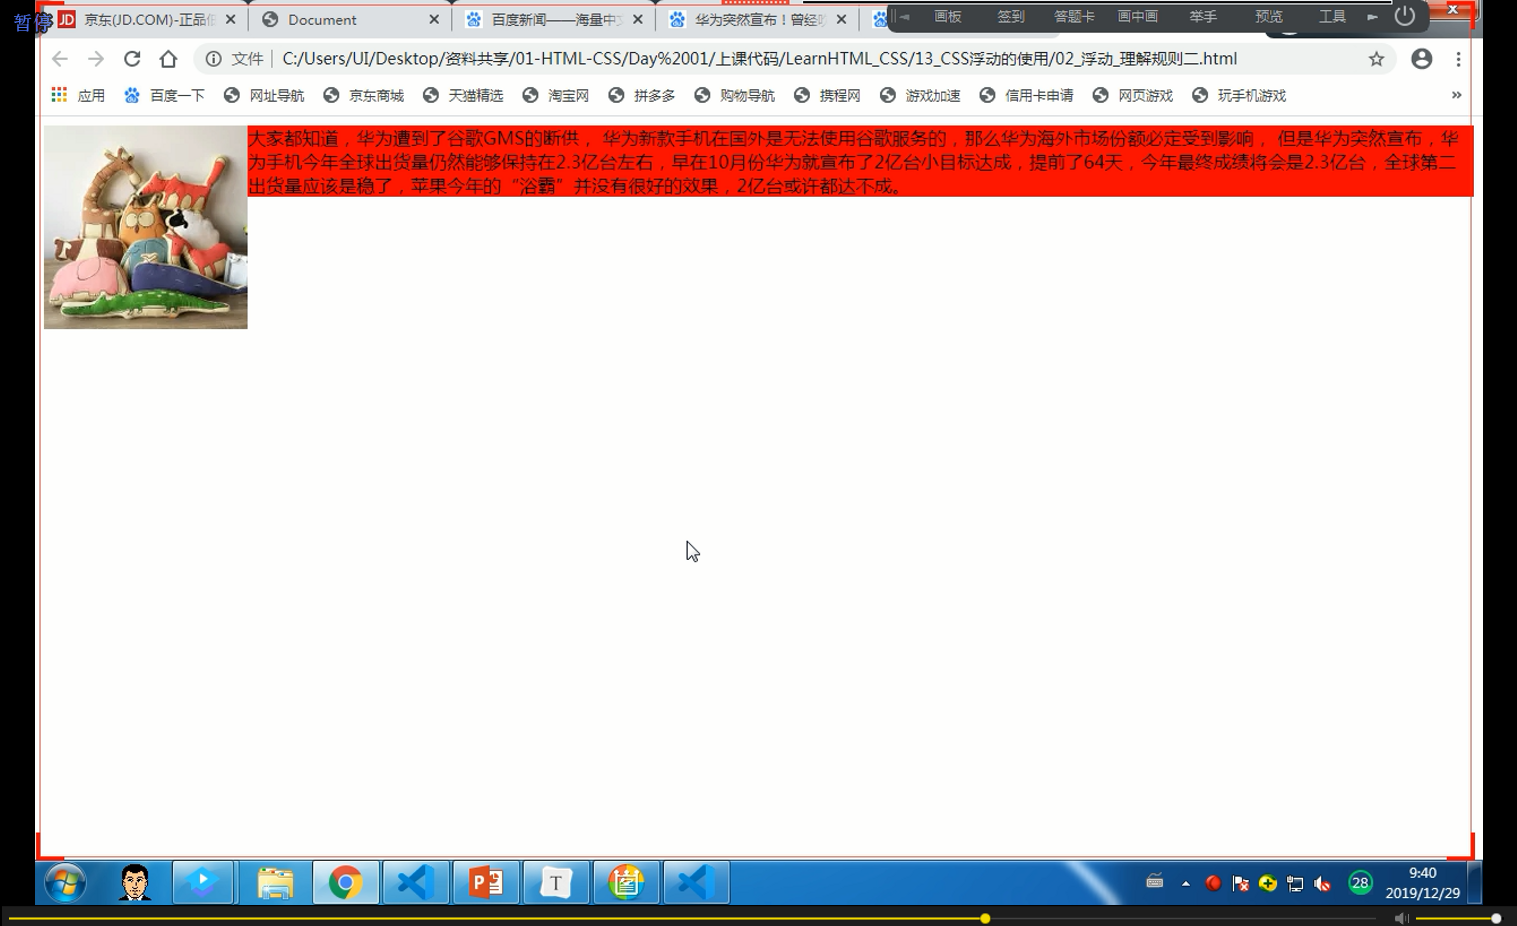 暂停
京东(JD.COM)-正品低
Document
百度新闻——海量中文
华为突然宣布！曾经
画板 签到 答题卡 画中画 举手 预览 工具
文件 C:/Users/UI/Desktop/资料共享/01-HTML-CSS/Day%2001/上课代码/LearnHTML_CSS/13_CSS浮动的使用/02_浮动_理解规则二.html
应用 百度一下 网址导航 京东商城 天猫精选 淘宝网 拼多多 购物导航 携程网 游戏加速 信用卡申请 网页游戏 玩手机游戏 »
大家都知道，华为遭到了谷歌GMS的断供， 华为新款手机在国外是无法使用谷歌服务的，那么华为海外市场份额必定受到影响， 但是华为突然宣布，华
为手机今年全球出货量仍然能够保持在2.3亿台左右，早在10月份华为就宣布了2亿台小目标达成，提前了64天，今年最终成绩将会是2.3亿台，全球第二
出货量应该是稳了，苹果今年的“浴霸”并没有很好的效果，2亿台或许都达不成。
28
9:40
2019/12/29